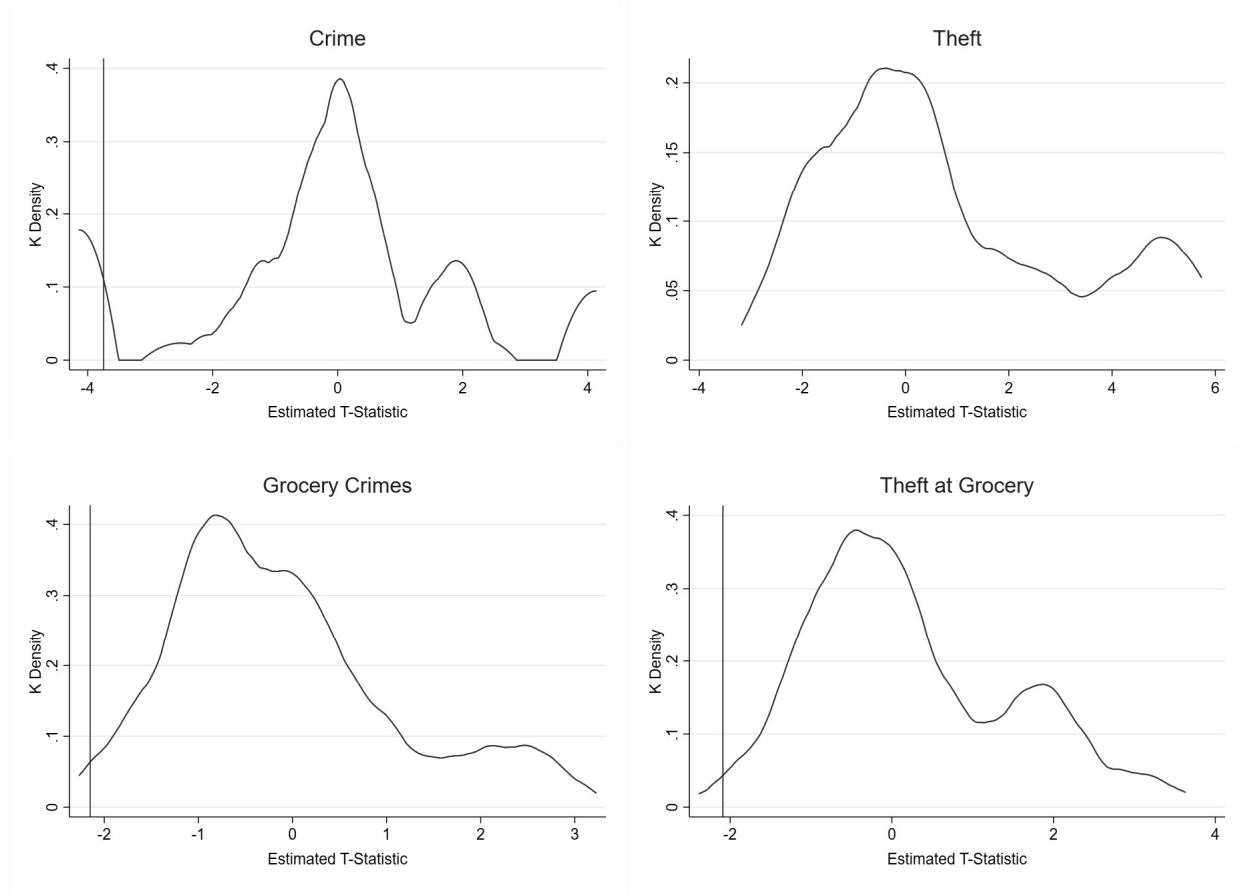 Crime
K Density
.4
.3
.2
.1
0
-4 -2 0 2 4
Estimated T-Statistic
Theft
K Density
.2
.15
.1
.05
0
-4 -2 0 2 4 6
Estimated T-Statistic
Grocery Crimes
K Density
.4
.3
.2
.1
0
-2 -1 0 1 2 3
Estimated T-Statistic
Theft at Grocery
K Density
.4
.3
.2
.1
0
-2 0 2 4
Estimated T-Statistic